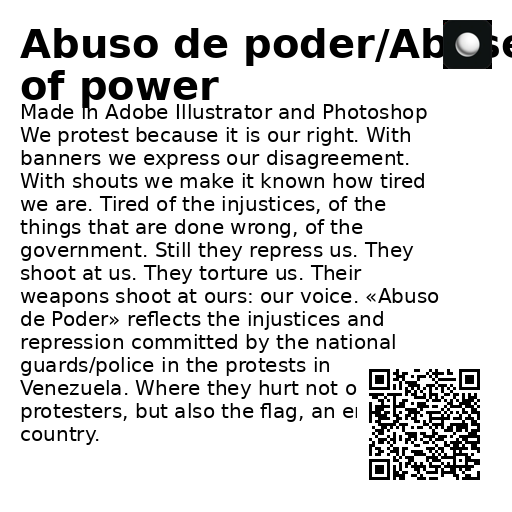 Abuso de poder/Abuse
of power
Made in Adobe Illustrator and Photoshop
We protest because it is our right. With
banners we express our disagreement.
With shouts we make it known how tired
we are. Tired of the injustices, of the
things that are done wrong, of the
government. Still they repress us. They
shoot at us. They torture us. Their
weapons shoot at ours: our voice. «Abuso
de Poder» reflects the injustices and
repression committed by the national
guards/police in the protests in
Venezuela. Where they hurt not
protesters, but also the flag, an
country.